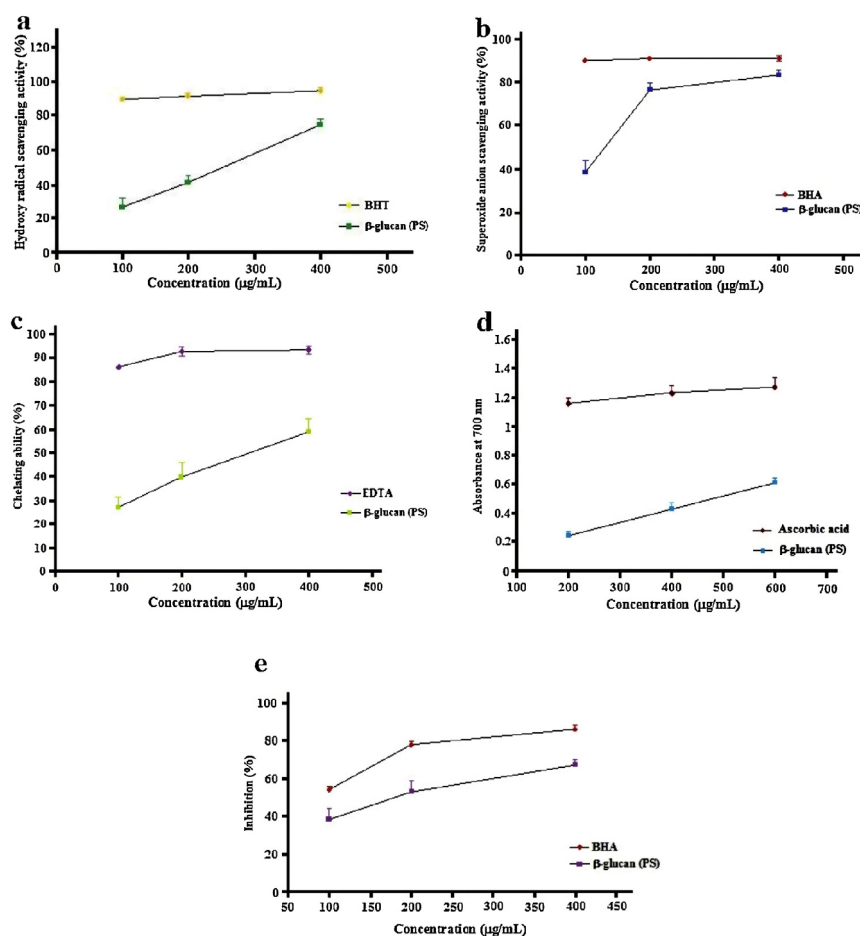 a
Hydroxy radical scavenging activity (%)
120
100
80
60
40
20
0
BHT
β-glucan (PS)
0 100 200 300 400 500
Concentration (µg/mL)
b
Superoxide anion scavenging activity (%)
100
80
60
40
20
0
BHA
β-glucan (PS)
0 100 200 300 400 500
Concentration (µg/mL)
c
Chelating ability (%)
100
90
80
70
60
50
40
30
20
10
0
EDTA
β-glucan (PS)
0 100 200 300 400 500
Concentration (µg/mL)
d
Absorbance at 700 nm
1.6
1.4
1.2
1
0.8
0.6
0.4
0.2
0
Ascorbic acid
β-glucan (PS)
100 200 300 400 500 600 700
Concentration (µg/mL)
e
Inhibition (%)
100
80
60
40
20
0
BHA
β-glucan (PS)
50 100 150 200 250 300 350 400 450
Concentration (µg/mL)